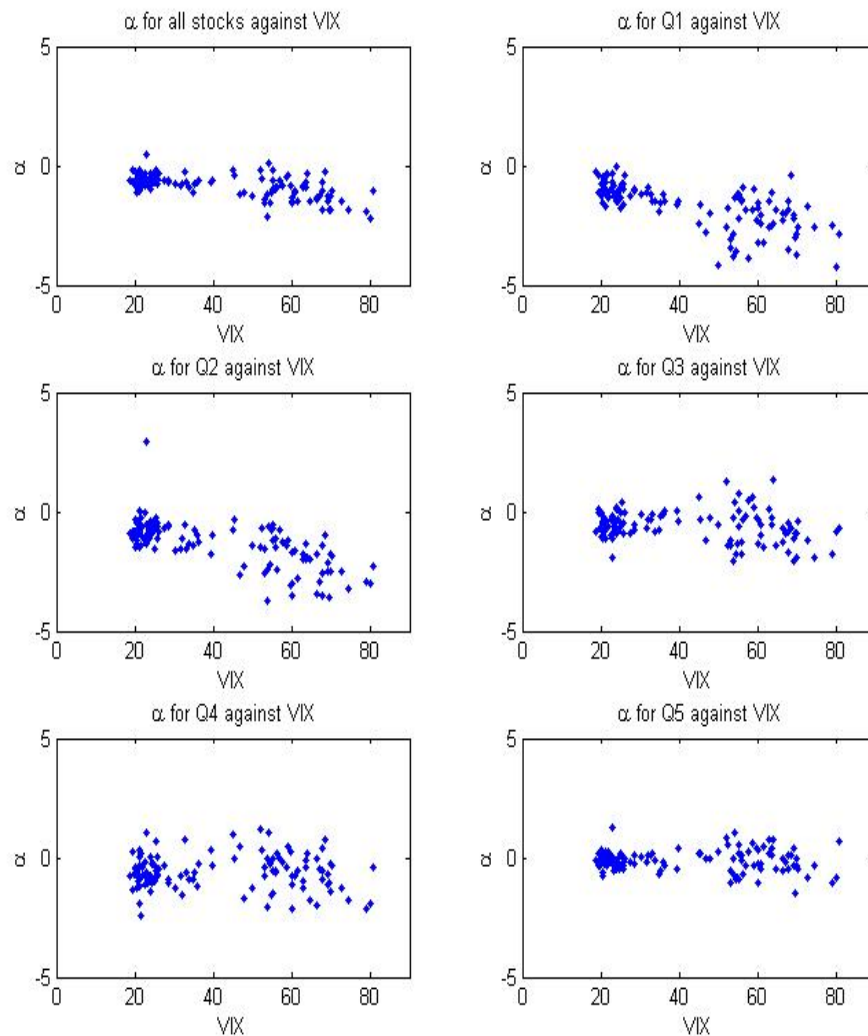 α for all stocks against VIX
5
0
-5
α
0 20 40 60 80
VIX
α for Q1 against VIX
5
0
-5
α
0 20 40 60 80
VIX
α for Q2 against VIX
5
0
-5
α
0 20 40 60 80
VIX
α for Q3 against VIX
5
0
-5
α
0 20 40 60 80
VIX
α for Q4 against VIX
5
0
-5
α
0 20 40 60 80
VIX
α for Q5 against VIX
5
0
-5
α
0 20 40 60 80
VIX